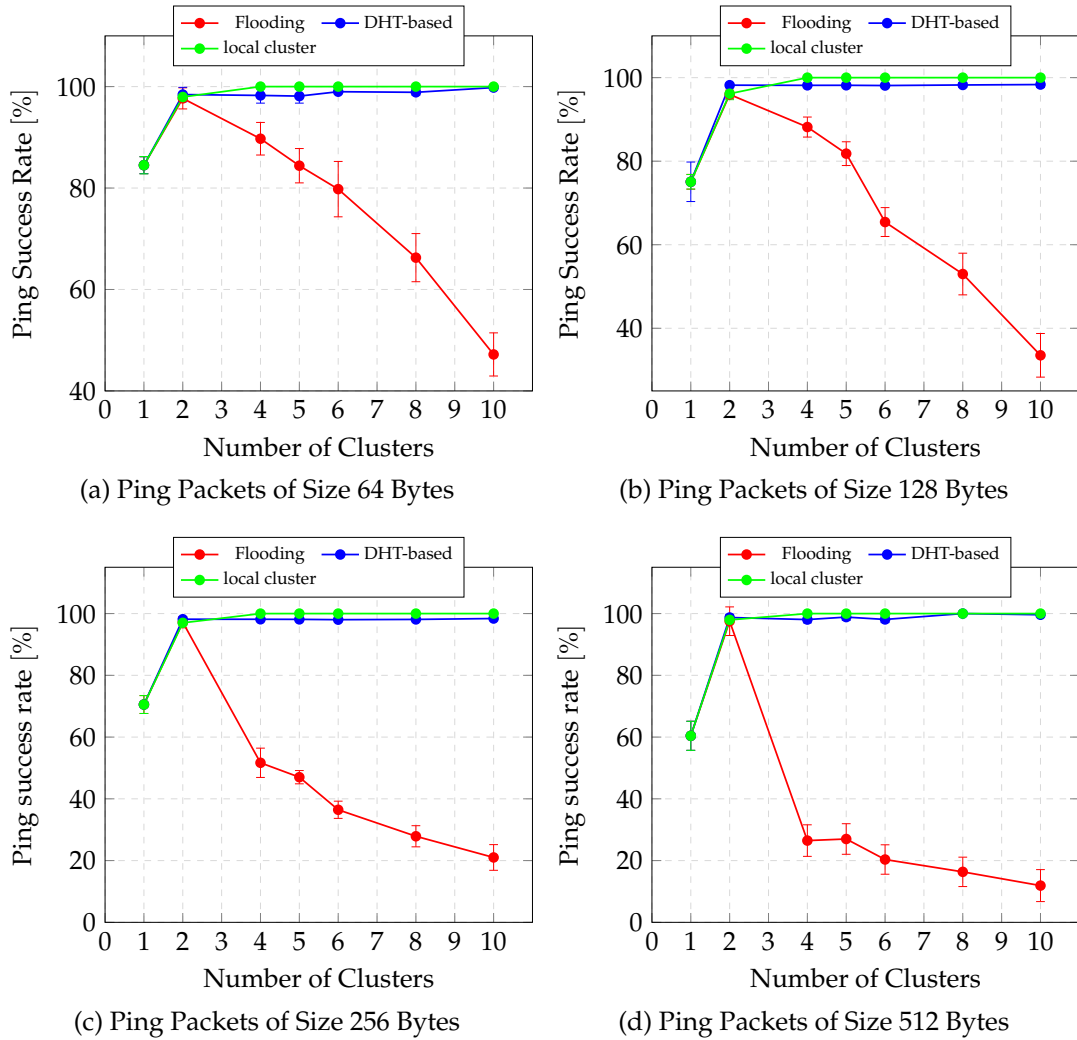 Flooding DHT-based
local cluster
100
80
60
40
0 1 2 3 4 5 6 7 8 9 10
Ping Success Rate [%]
Number of Clusters
(a) Ping Packets of Size 64 Bytes
Flooding DHT-based
local cluster
100
80
60
40
0 1 2 3 4 5 6 7 8 9 10
Ping Success Rate [%]
Number of Clusters
(b) Ping Packets of Size 128 Bytes
Flooding DHT-based
local cluster
100
80
60
40
20
0
0 1 2 3 4 5 6 7 8 9 10
Ping success rate [%]
Number of Clusters
(c) Ping Packets of Size 256 Bytes
Flooding DHT-based
local cluster
100
80
60
40
20
0
0 1 2 3 4 5 6 7 8 9 10
Ping success rate [%]
Number of Clusters
(d) Ping Packets of Size 512 Bytes